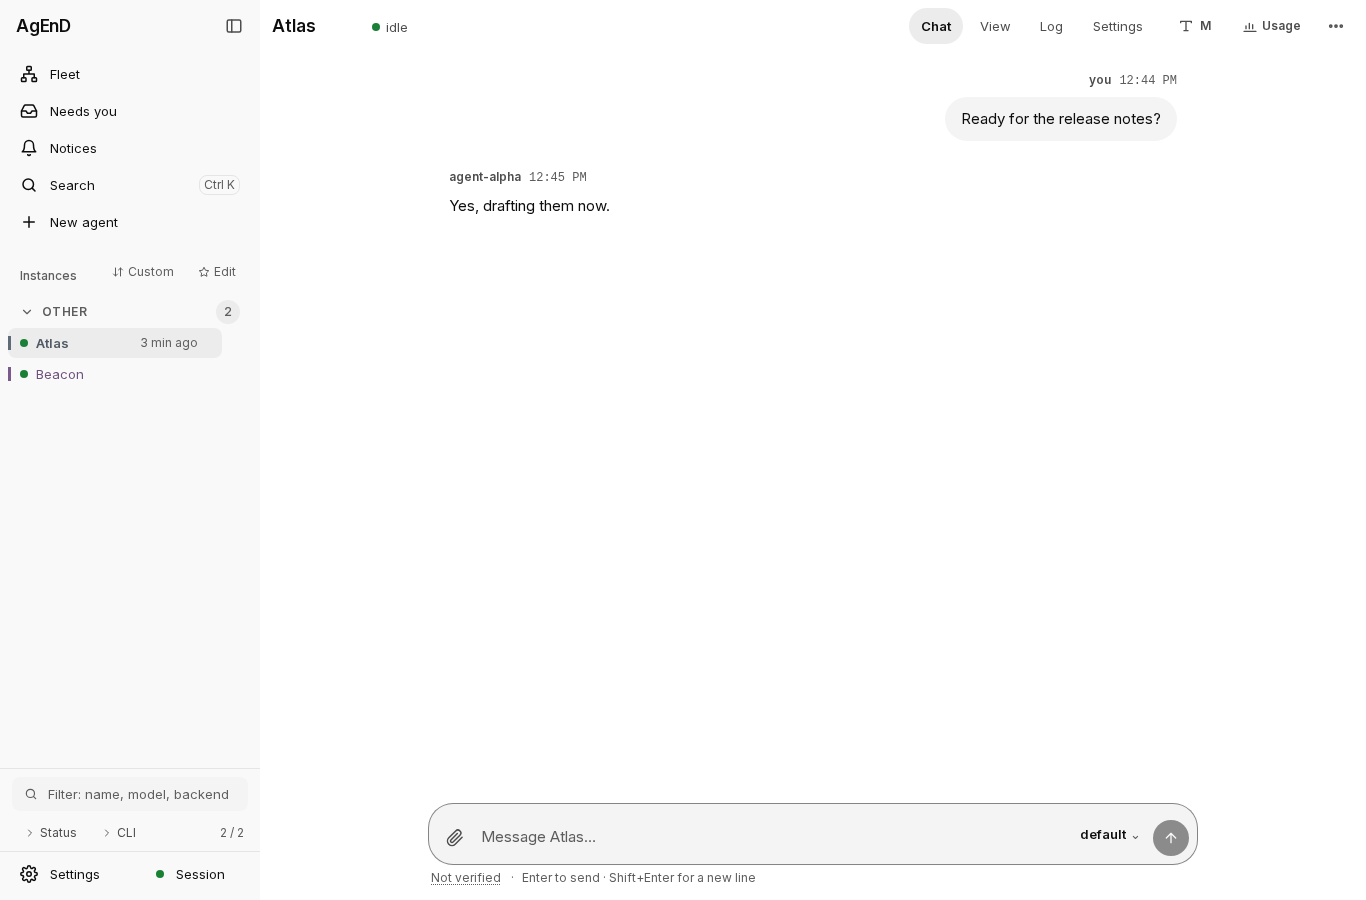 AgEnD
Fleet
Needs you
Notices
Search Ctrl K
New agent
Instances Custom Edit
OTHER 2
Atlas 3 min ago
Beacon
Filter: name, model, backend
Status CLI 2 / 2
Settings Session
Atlas idle Chat View Log Settings M Usage
you 12:44 PM
Ready for the release notes?
agent-alpha 12:45 PM
Yes, drafting them now.
Message Atlas... default
Not verified · Enter to send · Shift+Enter for a new line